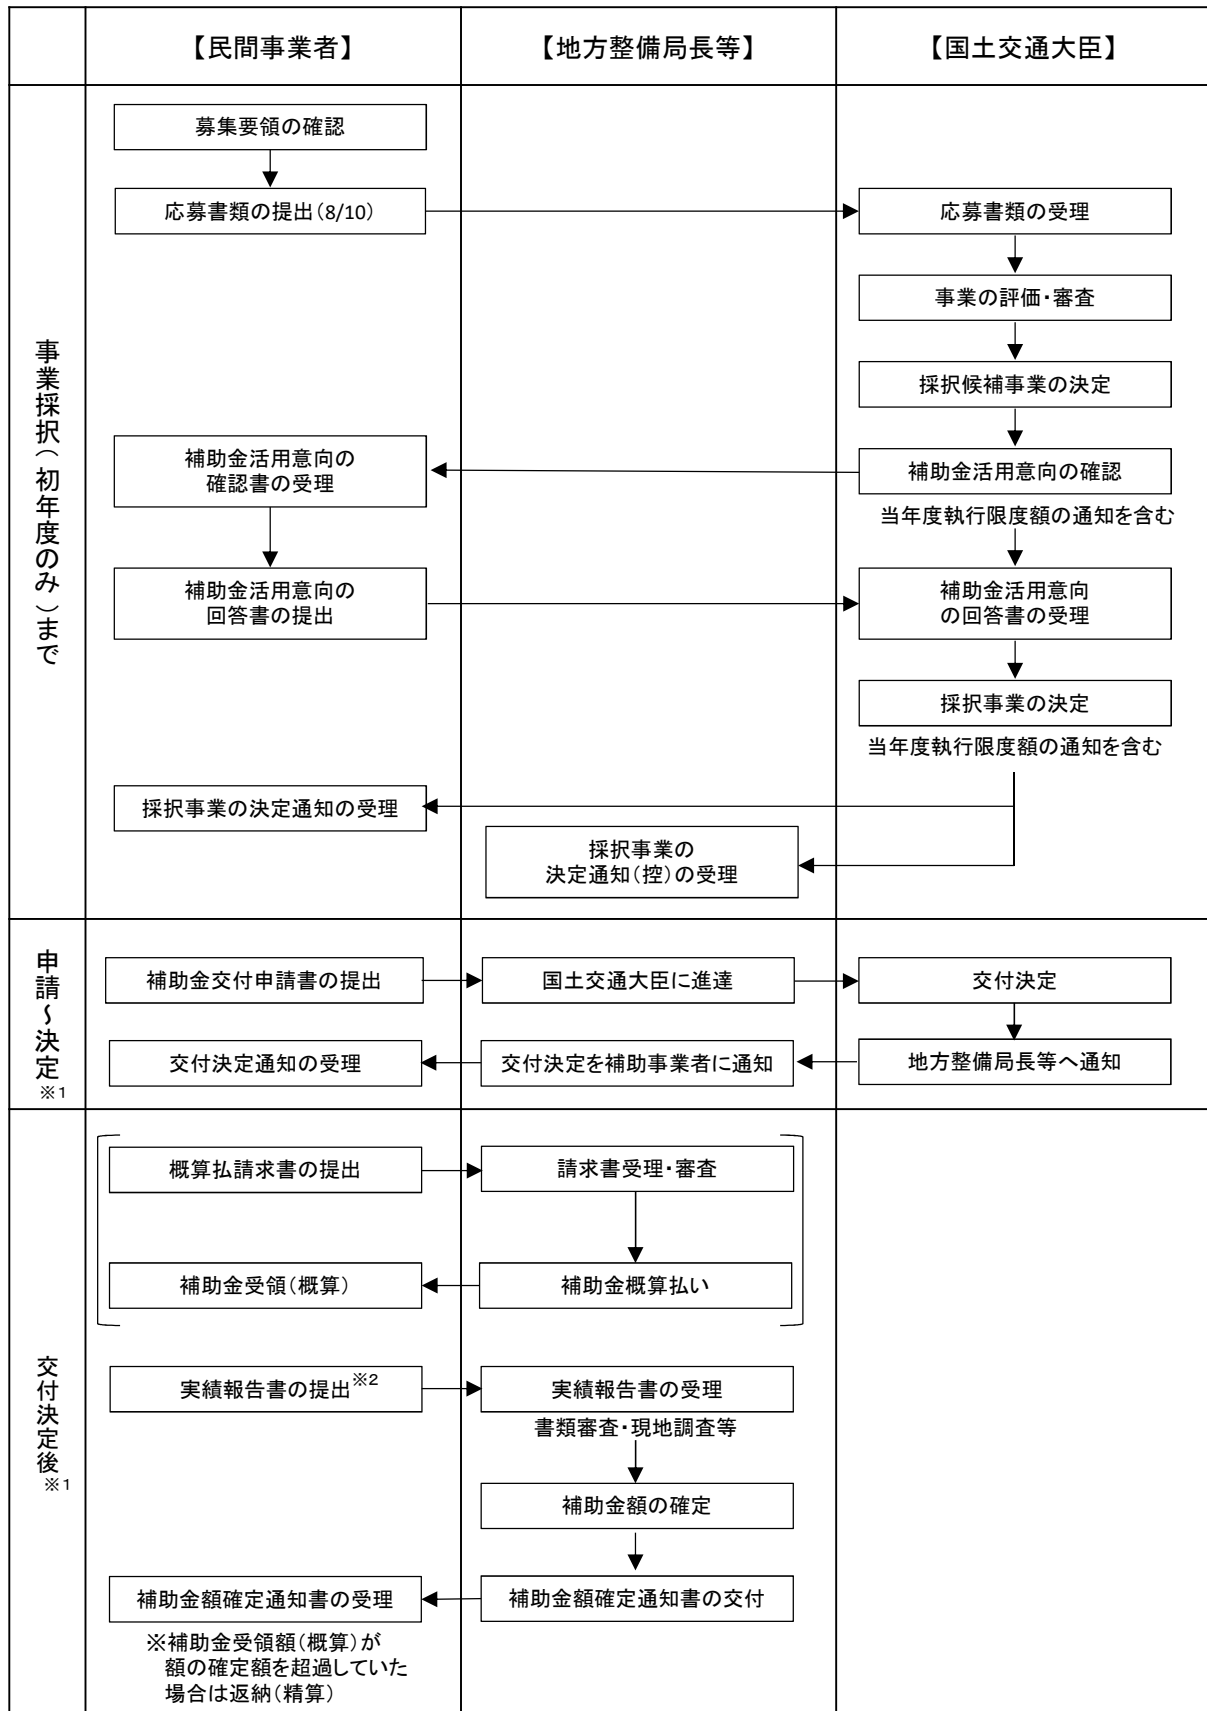 【民間事業者】
【地方整備局長等】
【国土交通大臣】
事業採択（初年度のみ）まで
募集要領の確認
応募書類の提出（8/10）
応募書類の受理
事業の評価・審査
採択候補事業の決定
補助金活用意向の
確認書の受理
補助金活用意向の確認
当年度執行限度額の通知を含む
補助金活用意向の
回答書の提出
補助金活用意向
の回答書の受理
採択事業の決定
当年度執行限度額の通知を含む
採択事業の決定通知の受理
採択事業の
決定通知（控）の受理
申請～決定
※1
補助金交付申請書の提出
国土交通大臣に進達
交付決定
交付決定通知の受理
交付決定を補助事業者に通知
地方整備局長等へ通知
交付決定後
※1
概算払請求書の提出
請求書受理・審査
補助金受領（概算）
補助金概算払い
実績報告書の提出※2
実績報告書の受理
書類審査・現地調査等
補助金額の確定
補助金額確定通知書の受理
補助金額確定通知書の交付
※補助金受領額（概算）が
額の確定額を超過していた
場合は返納（精算）